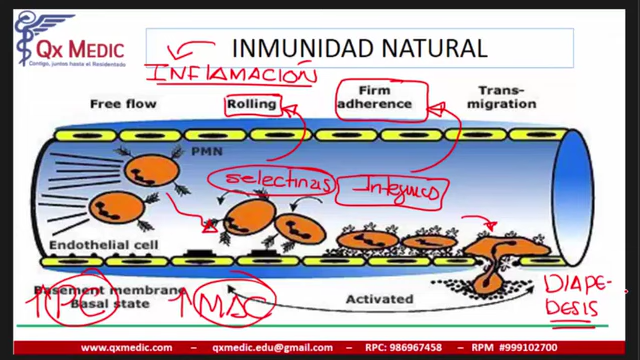 Qx MEDIC
Contigo, juntos hasta el Residentado
INMUNIDAD NATURAL
INFLAMACIÓN
Free flow
Rolling
Firm
adherence
Trans-
migration
PMN
selectinas
Integrinas
Endothelial cell
Basement membrane
Basal state
Activated
MAC
DIAPE-
DESIS
www.qxmedic.com - qxmedic.edu@gmail.com - RPC: 986967458 - RPM #999102700